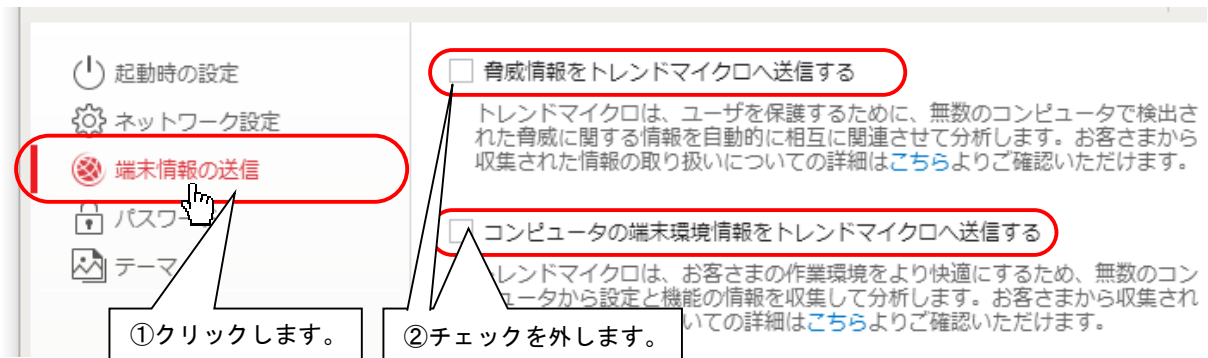 起動時の設定
ネットワーク設定
端末情報の送信
パスワー
テーマ
脅威情報をトレンドマイクロへ送信する
トレンドマイクロは、ユーザを保護するために、無数のコンピュータで検出さ
れた脅威に関する情報を自動的に相互に関連させて分析します。お客さまから
収集された情報の取り扱いについての詳細はこちらよりご確認いただけます。
コンピュータの端末環境情報をトレンドマイクロへ送信する
レンドマイクロは、お客さまの作業環境をより快適にするため、無数のコン
ュータから設定と機能の情報を収集して分析します。お客さまから収集され
いての詳細はこちらよりご確認いただけます。
①クリックします。
②チェックを外します。